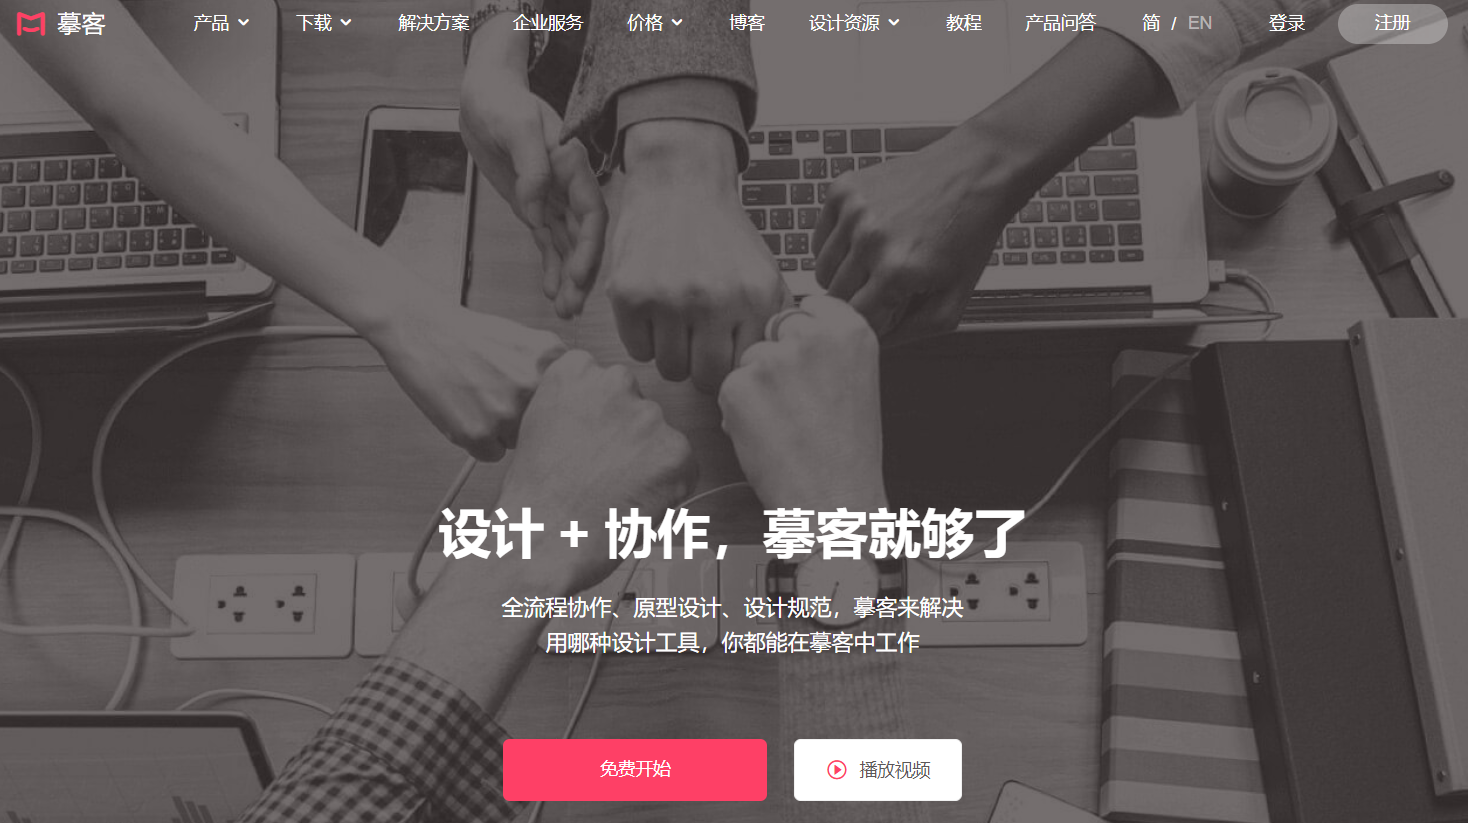 摹客 产品 下载 解决方案 企业服务 价格 博客 设计资源 教程 产品问答 简 / EN 登录 注册
设计 + 协作，摹客就够了
全流程协作、原型设计、设计规范，摹客来解决
用哪种设计工具，你都能在摹客中工作
免费开始 播放视频